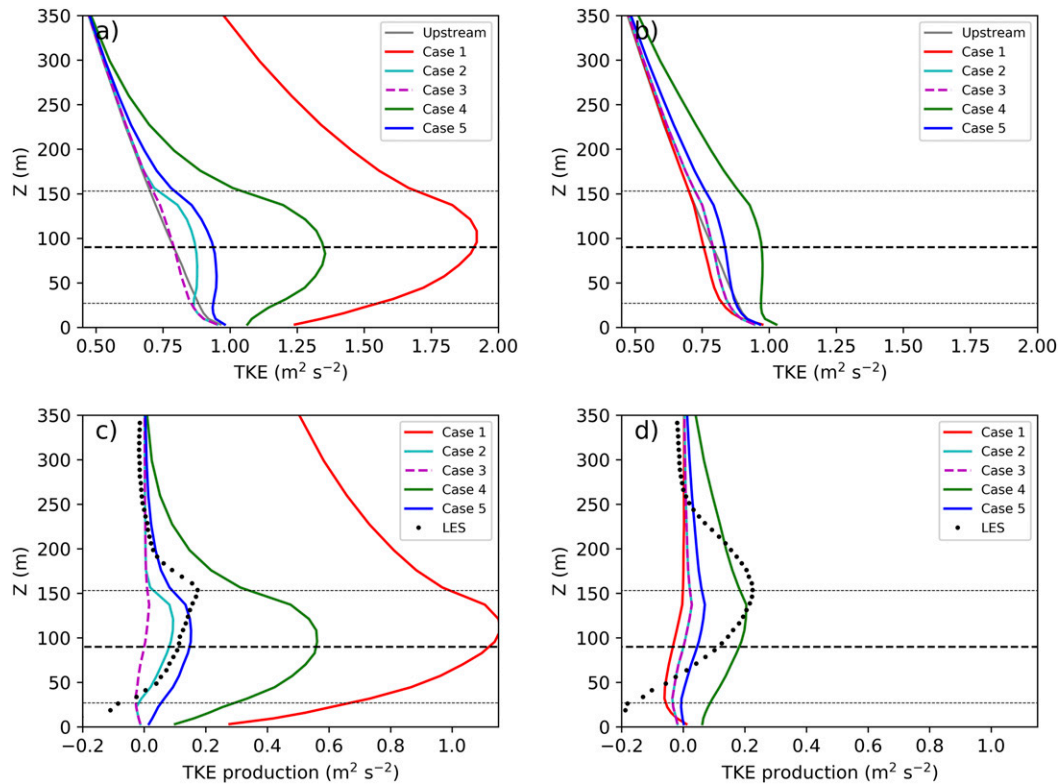 a)
350
300
250
200
150
100
50
0
Z (m)
0.50 0.75 1.00 1.25 1.50 1.75 2.00
TKE (m² s⁻²)
Upstream
Case 1
Case 2
Case 3
Case 4
Case 5
b)
350
300
250
200
150
100
50
0
Z (m)
0.50 0.75 1.00 1.25 1.50 1.75 2.00
TKE (m² s⁻²)
Upstream
Case 1
Case 2
Case 3
Case 4
Case 5
c)
350
300
250
200
150
100
50
0
Z (m)
−0.2 0.0 0.2 0.4 0.6 0.8 1.0
TKE production (m² s⁻²)
Case 1
Case 2
Case 3
Case 4
Case 5
LES
d)
350
300
250
200
150
100
50
0
Z (m)
−0.2 0.0 0.2 0.4 0.6 0.8 1.0
TKE production (m² s⁻²)
Case 1
Case 2
Case 3
Case 4
Case 5
LES